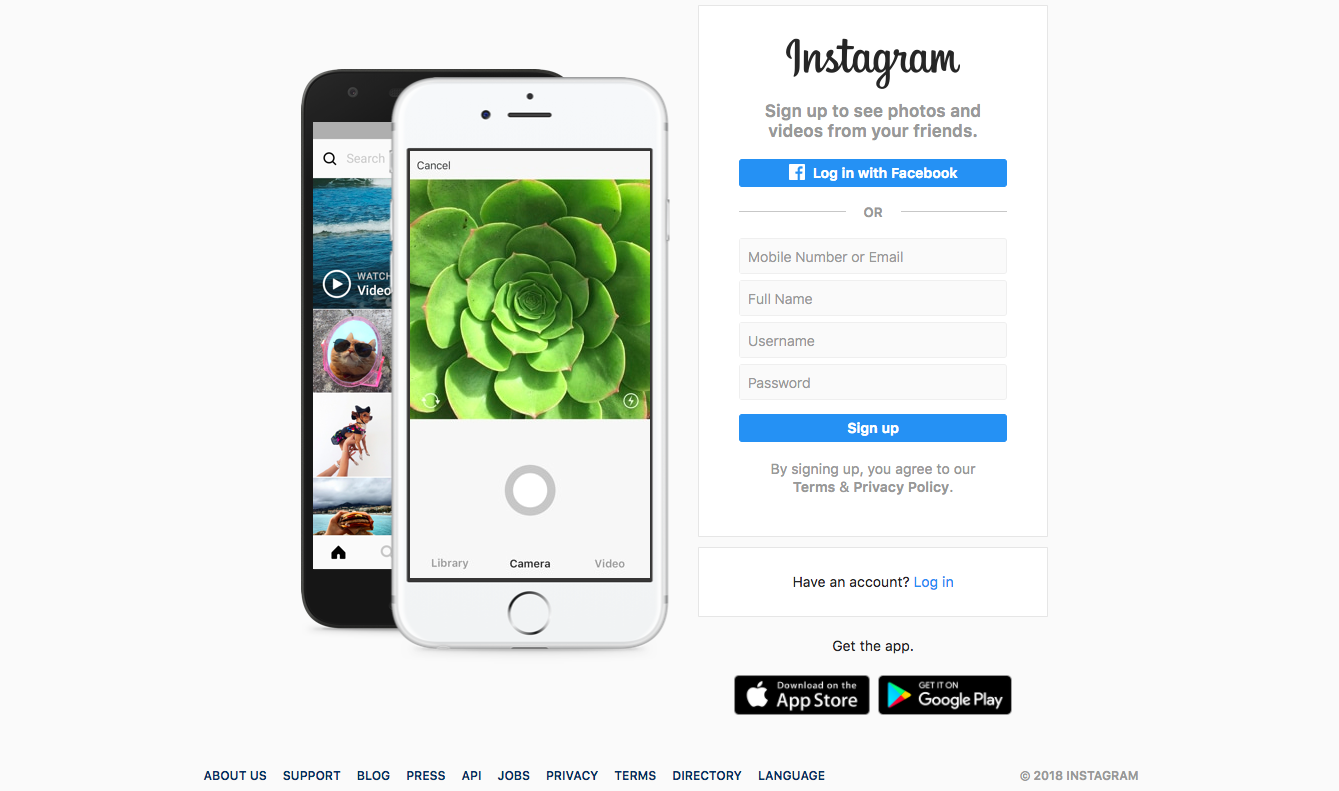 Search
WATCH
Video
Cancel
Library
Camera
Video
Instagram
Sign up to see photos and
videos from your friends.
Log in with Facebook
OR
Mobile Number or Email
Full Name
Username
Password
Sign up
By signing up, you agree to our
Terms & Privacy Policy.
Have an account? Log in
Get the app.
Download on the
App Store
GET IT ON
Google Play
ABOUT US SUPPORT BLOG PRESS API JOBS PRIVACY TERMS DIRECTORY LANGUAGE
© 2018 INSTAGRAM